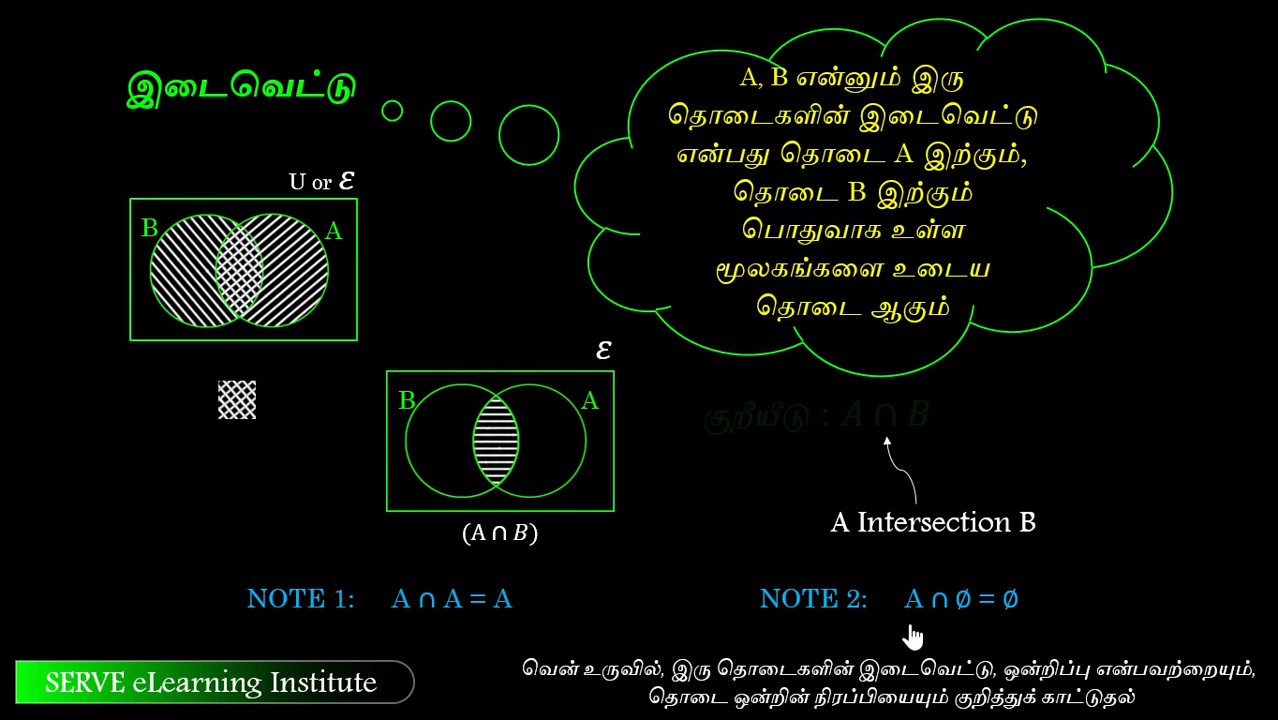 இடைவெட்டு
A, B என்னும் இரு
தொடைகளின் இடைவெட்டு
என்பது தொடை A இற்கும்,
தொடை B இற்கும்
பொதுவாக உள்ள
மூலகங்களை உடைய
தொடை ஆகும்
U or ℰ
B
A
ℰ
B
A
(A ∩ B)
குறியீடு : A ∩ B
A Intersection B
NOTE 1: A ∩ A = A
NOTE 2: A ∩ ∅ = ∅
SERVE eLearning Institute
வென் உருவில், இரு தொடைகளின் இடைவெட்டு, ஒன்றிப்பு என்பவற்றையும்,
தொடை ஒன்றின் நிரப்பியையும் குறித்துக் காட்டுதல்